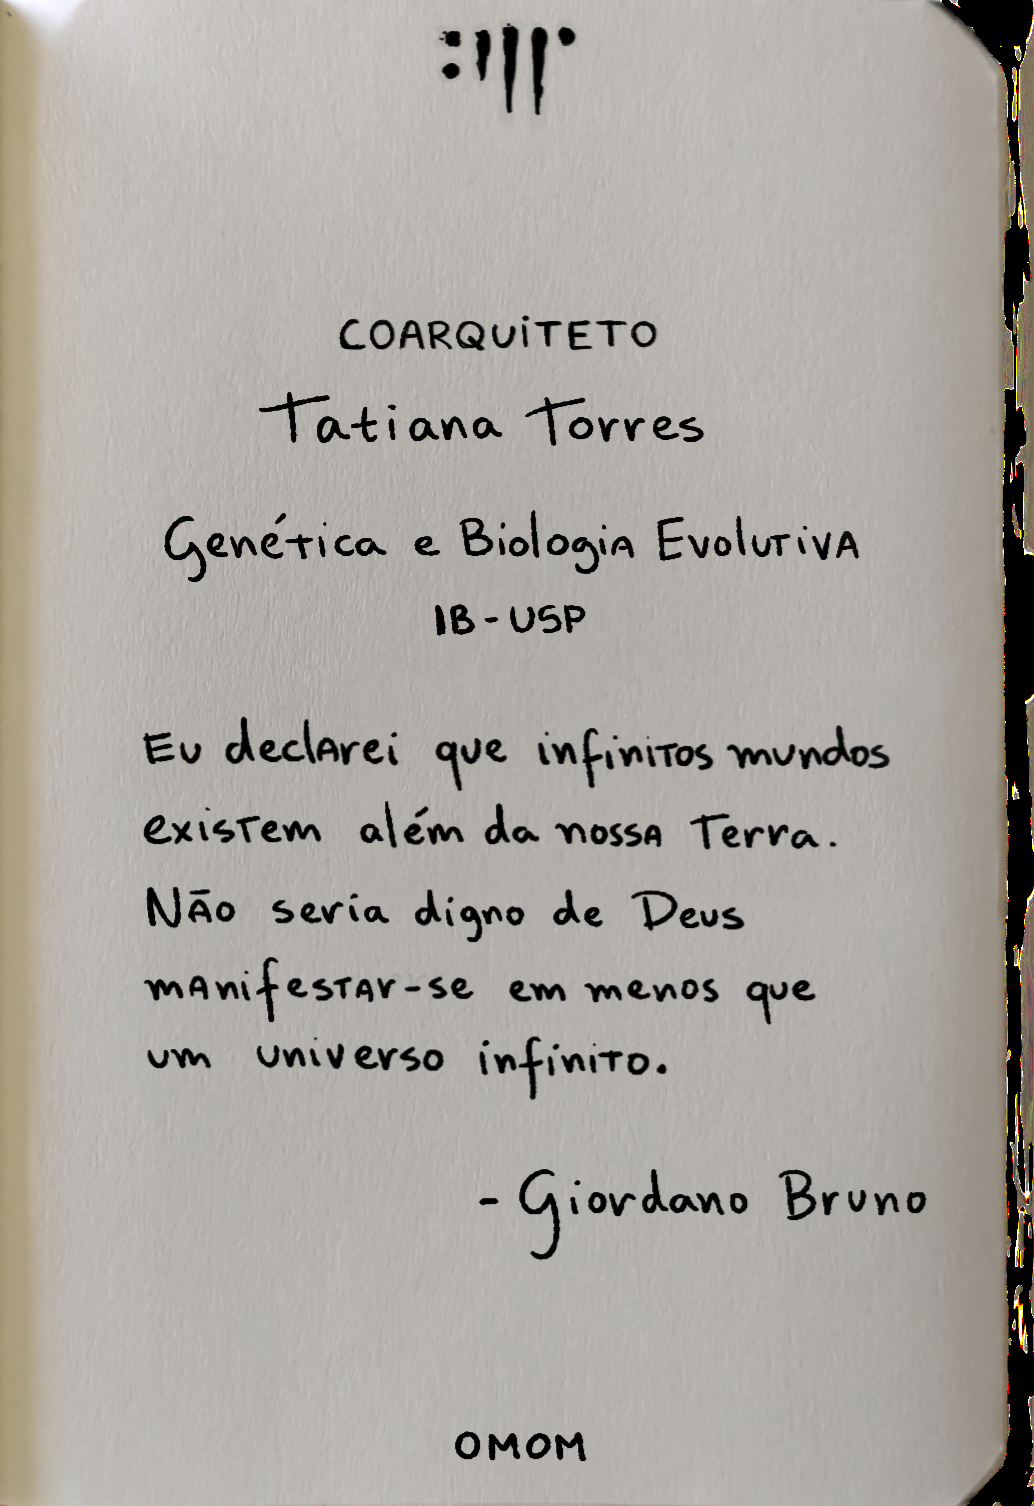 COARQUITETO
Tatiana Torres
Genética e Biologia Evolutiva
IB-USP
Eu declarei que infinitos mundos
existem além da nossa Terra.
Não seria digno de Deus
manifestar-se em menos que
um universo infinito.
- Giordano Bruno
OMOM